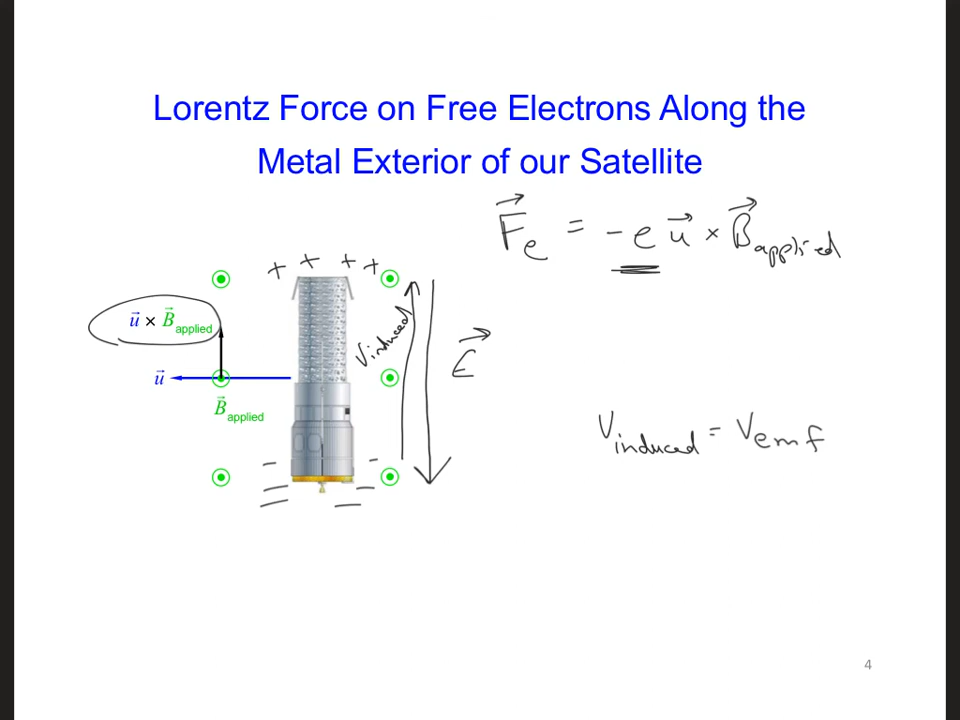 Lorentz Force on Free Electrons Along the
Metal Exterior of our Satellite
F⃗e = -e u⃗ × B⃗applied
+ + + +
u⃗ × B⃗applied
Vinduced
E⃗
u⃗
B⃗applied
Vinduced = Vemf
4